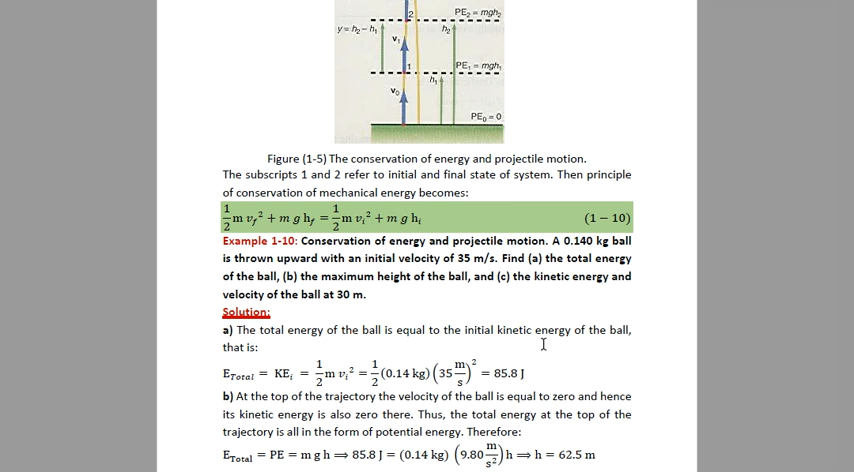 2
PE₂ = mgh₂
y = h₂ – h₁
h₂
v₁
1
PE₁ = mgh₁
h₁
v₀
PE₀ = 0
Figure (1-5) The conservation of energy and projectile motion.
The subscripts 1 and 2 refer to initial and final state of system. Then principle
of conservation of mechanical energy becomes:
1/2 m v_f² + m g h_f = 1/2 m v_i² + m g h_i (1 − 10)
Example 1-10: Conservation of energy and projectile motion. A 0.140 kg ball
is thrown upward with an initial velocity of 35 m/s. Find (a) the total energy
of the ball, (b) the maximum height of the ball, and (c) the kinetic energy and
velocity of the ball at 30 m.
Solution:
a) The total energy of the ball is equal to the initial kinetic energy of the ball,
that is:
E_Total = KE_i = 1/2 m v_i² = 1/2 (0.14 kg) (35 m/s)² = 85.8 J
b) At the top of the trajectory the velocity of the ball is equal to zero and hence
its kinetic energy is also zero there. Thus, the total energy at the top of the
trajectory is all in the form of potential energy. Therefore:
E_Total = PE = m g h ⟹ 85.8 J = (0.14 kg) (9.80 m/s²) h ⟹ h = 62.5 m